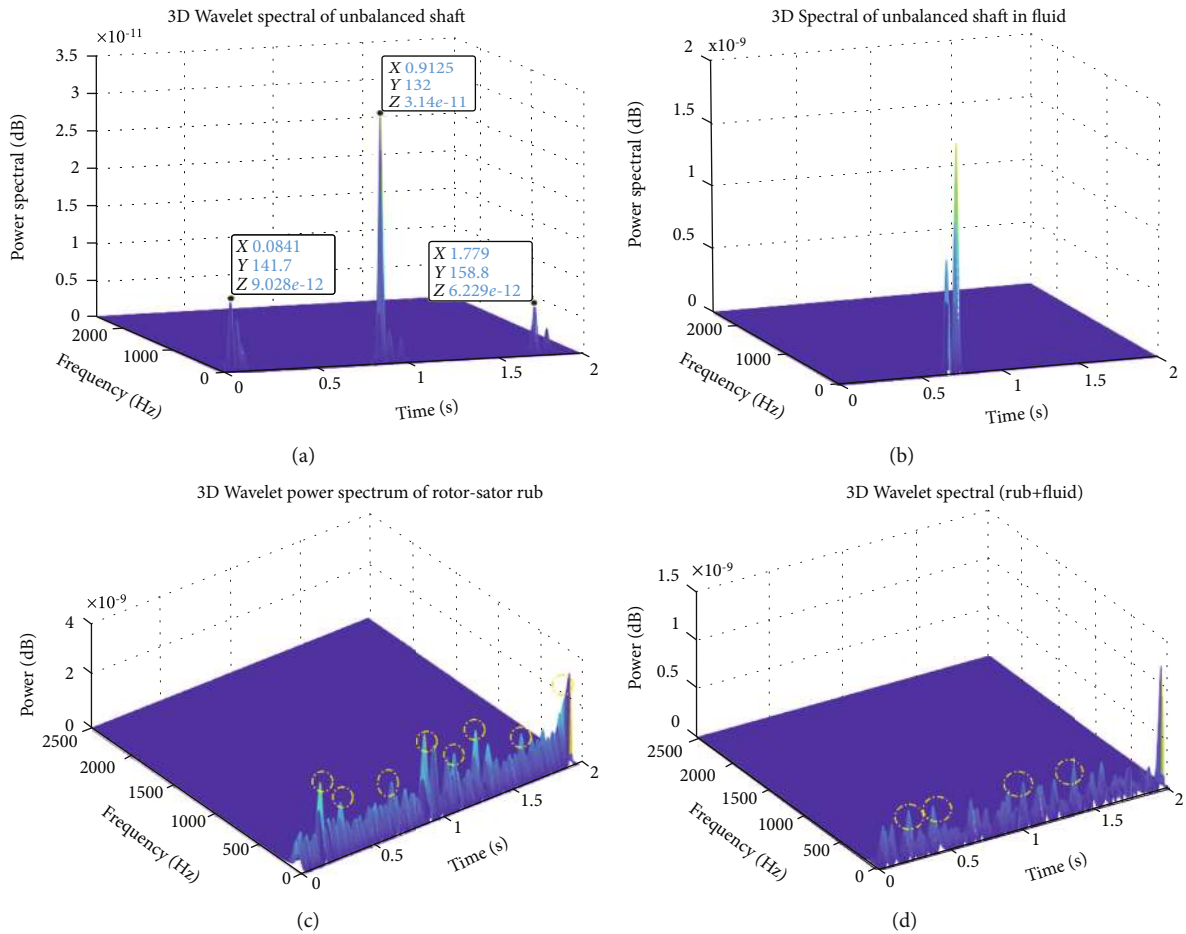 3D Wavelet spectral of unbalanced shaft
×10-11
3.5
3
2.5
2
1.5
1
0.5
0
Power spectral (dB)
X 0.9125
Y 132
Z 3.14e-11
X 0.0841
Y 141.7
Z 9.028e-12
X 1.779
Y 158.8
Z 6.229e-12
2000
1000
0
Frequency (Hz)
0
0.5
1
1.5
2
Time (s)
(a)
3D Spectral of unbalanced shaft in fluid
x10-9
2
1.5
1
0.5
0
Power spectral (dB)
2000
1000
0
Frequency (Hz)
0
0.5
1
1.5
2
Time (s)
(b)
3D Wavelet power spectrum of rotor-sator rub
×10-9
4
2
0
Power (dB)
2500
2000
1500
1000
500
0
Frequency (Hz)
0
0.5
1
1.5
2
Time (s)
(c)
3D Wavelet spectral (rub+fluid)
×10-9
1.5
1
0.5
0
Power (dB)
2500
2000
1500
1000
500
0
Frequency (Hz)
0
0.5
1
1.5
2
Time (s)
(d)